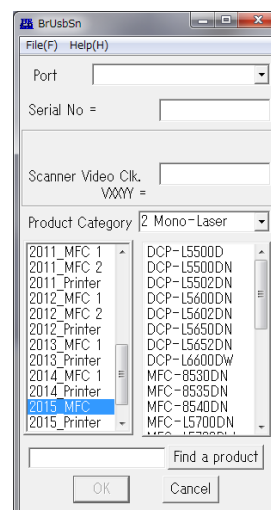 BrUsbSn
File(F) Help(H)
Port
Serial No =
Scanner Video Clk.
VXXYY =
Product Category 2 Mono-Laser
2011_MFC 1
2011_MFC 2
2011_Printer
2012_MFC 1
2012_MFC 2
2012_Printer
2013_MFC 1
2013_Printer
2014_MFC 1
2014_Printer
2015_MFC
2015_Printer
DCP-L5500D
DCP-L5500DN
DCP-L5502DN
DCP-L5600DN
DCP-L5602DN
DCP-L5650DN
DCP-L5652DN
DCP-L6600DW
MFC-8530DN
MFC-8535DN
MFC-8540DN
MFC-L5700DN
Find a product
OK Cancel